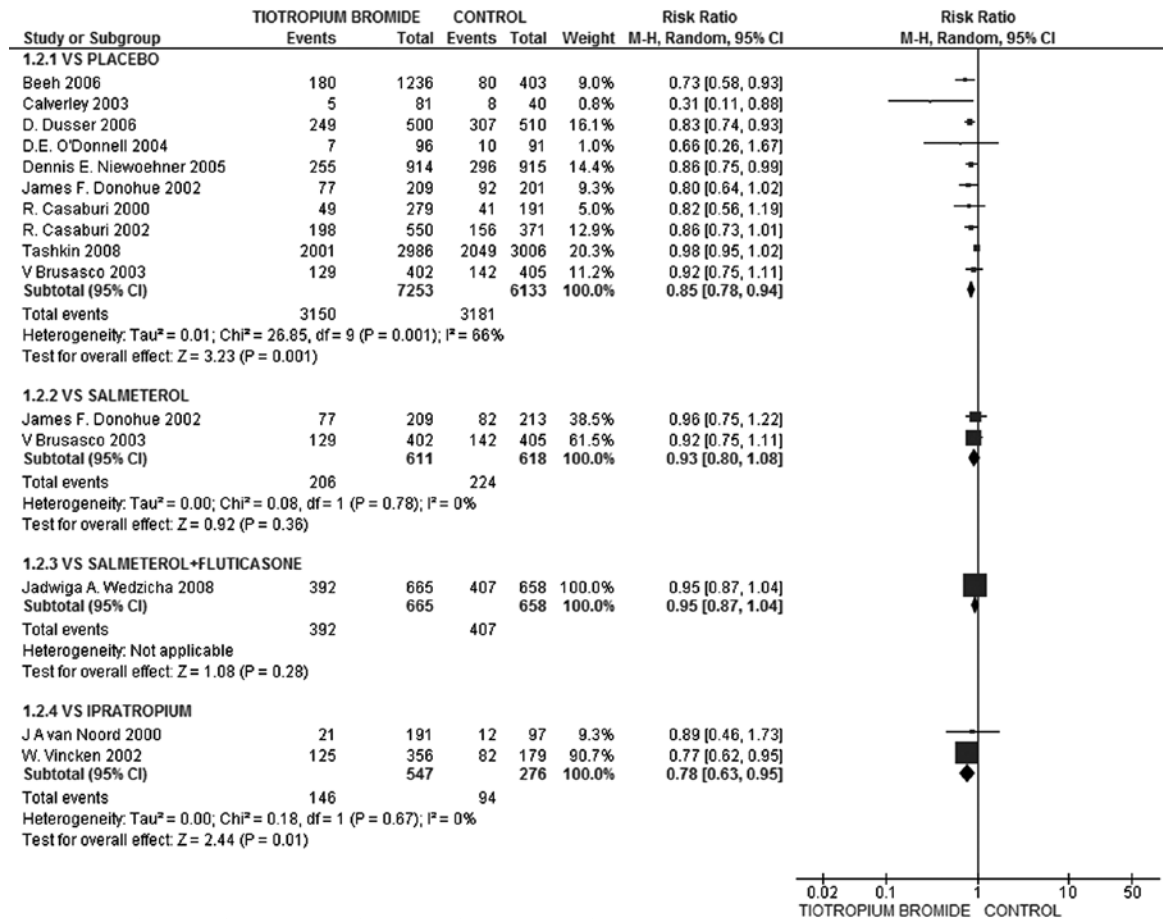 TIOTROPIUM BROMIDE CONTROL Risk Ratio Risk Ratio
Study or Subgroup Events Total Events Total Weight M-H, Random, 95% CI M-H, Random, 95% CI
1.2.1 VS PLACEBO
Beeh 2006 180 1236 80 403 9.0% 0.73 [0.58, 0.93]
Calverley 2003 5 81 8 40 0.8% 0.31 [0.11, 0.88]
D. Dusser 2006 249 500 307 510 16.1% 0.83 [0.74, 0.93]
D.E. O'Donnell 2004 7 96 10 91 1.0% 0.66 [0.26, 1.67]
Dennis E. Niewoehner 2005 255 914 296 915 14.4% 0.86 [0.75, 0.99]
James F. Donohue 2002 77 209 92 201 9.3% 0.80 [0.64, 1.02]
R. Casaburi 2000 49 279 41 191 5.0% 0.82 [0.56, 1.19]
R. Casaburi 2002 198 550 156 371 12.9% 0.86 [0.73, 1.01]
Tashkin 2008 2001 2986 2049 3006 20.3% 0.98 [0.95, 1.02]
V Brusasco 2003 129 402 142 405 11.2% 0.92 [0.75, 1.11]
Subtotal (95% CI) 7253 6133 100.0% 0.85 [0.78, 0.94]
Total events 3150 3181
Heterogeneity: Tau² = 0.01; Chi² = 26.85, df = 9 (P = 0.001); I² = 66%
Test for overall effect: Z = 3.23 (P = 0.001)
1.2.2 VS SALMETEROL
James F. Donohue 2002 77 209 82 213 38.5% 0.96 [0.75, 1.22]
V Brusasco 2003 129 402 142 405 61.5% 0.92 [0.75, 1.11]
Subtotal (95% CI) 611 618 100.0% 0.93 [0.80, 1.08]
Total events 206 224
Heterogeneity: Tau² = 0.00; Chi² = 0.08, df = 1 (P = 0.78); I² = 0%
Test for overall effect: Z = 0.92 (P = 0.36)
1.2.3 VS SALMETEROL+FLUTICASONE
Jadwiga A. Wedzicha 2008 392 665 407 658 100.0% 0.95 [0.87, 1.04]
Subtotal (95% CI) 665 658 100.0% 0.95 [0.87, 1.04]
Total events 392 407
Heterogeneity: Not applicable
Test for overall effect: Z = 1.08 (P = 0.28)
1.2.4 VS IPRATROPIUM
J A van Noord 2000 21 191 12 97 9.3% 0.89 [0.46, 1.73]
W. Vincken 2002 125 356 82 179 90.7% 0.77 [0.62, 0.95]
Subtotal (95% CI) 547 276 100.0% 0.78 [0.63, 0.95]
Total events 146 94
Heterogeneity: Tau² = 0.00; Chi² = 0.18, df = 1 (P = 0.67); I² = 0%
Test for overall effect: Z = 2.44 (P = 0.01)
0.02 0.1 1 10 50
TIOTROPIUM BROMIDE CONTROL